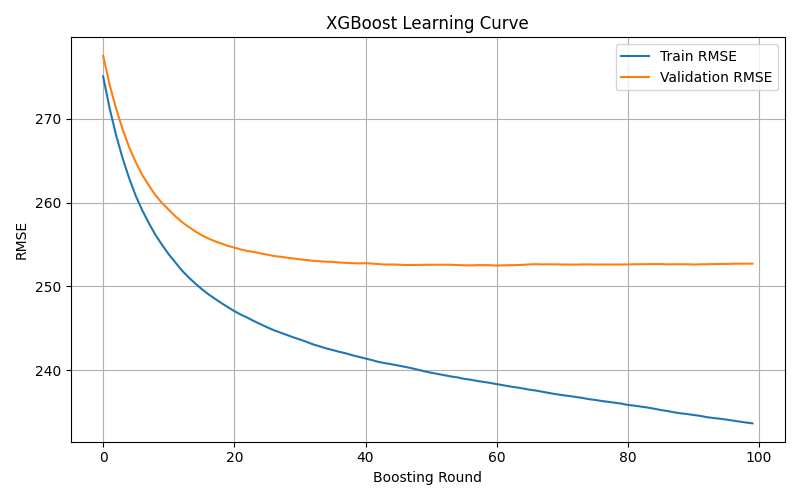 XGBoost Learning Curve
Train RMSE
Validation RMSE
RMSE
270
260
250
240
0 20 40 60 80 100
Boosting Round